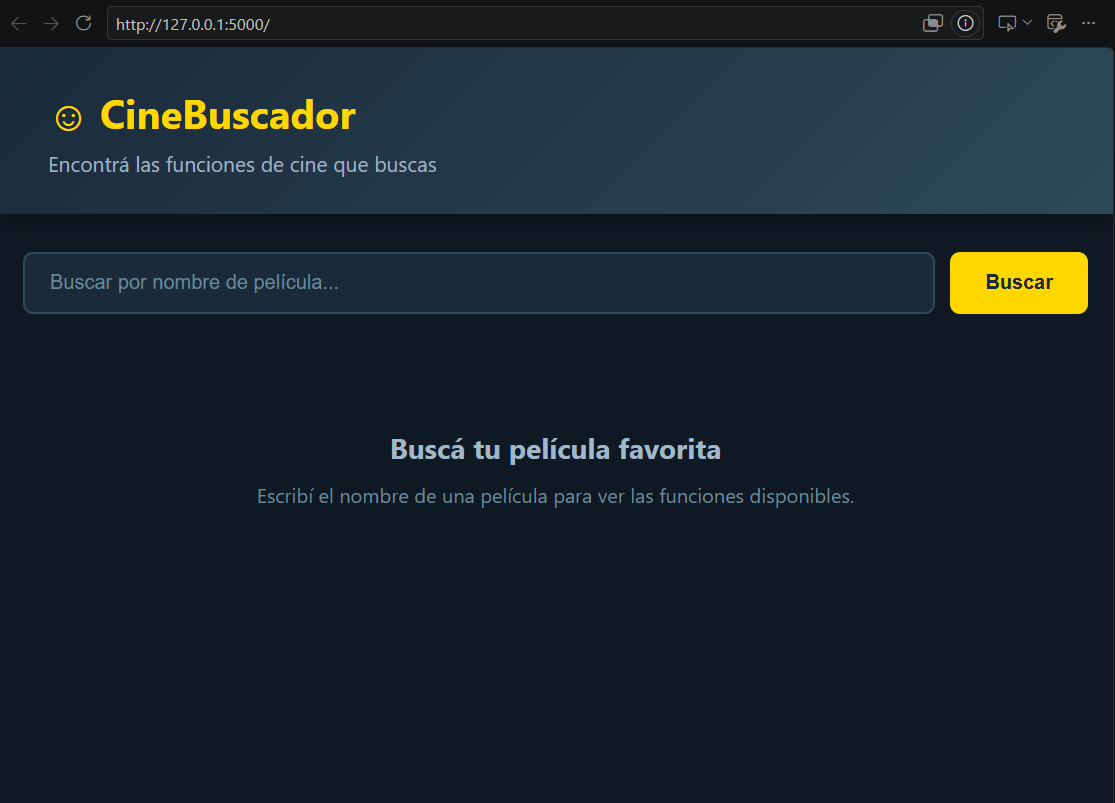 http://127.0.0.1:5000/
☺ CineBuscador
Encontrá las funciones de cine que buscas
Buscar por nombre de película...
Buscar
Buscá tu película favorita
Escribí el nombre de una película para ver las funciones disponibles.